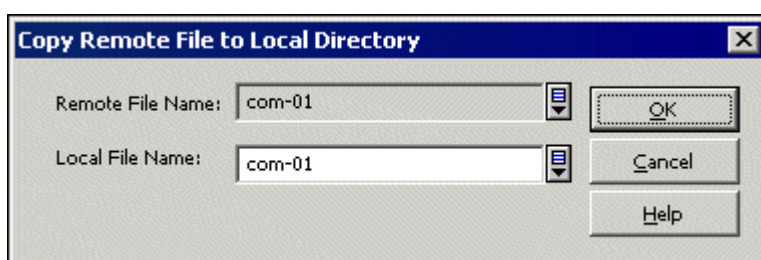 Copy Remote File to Local Directory
Remote File Name: com-01
OK
Local File Name: com-01
Cancel
Help